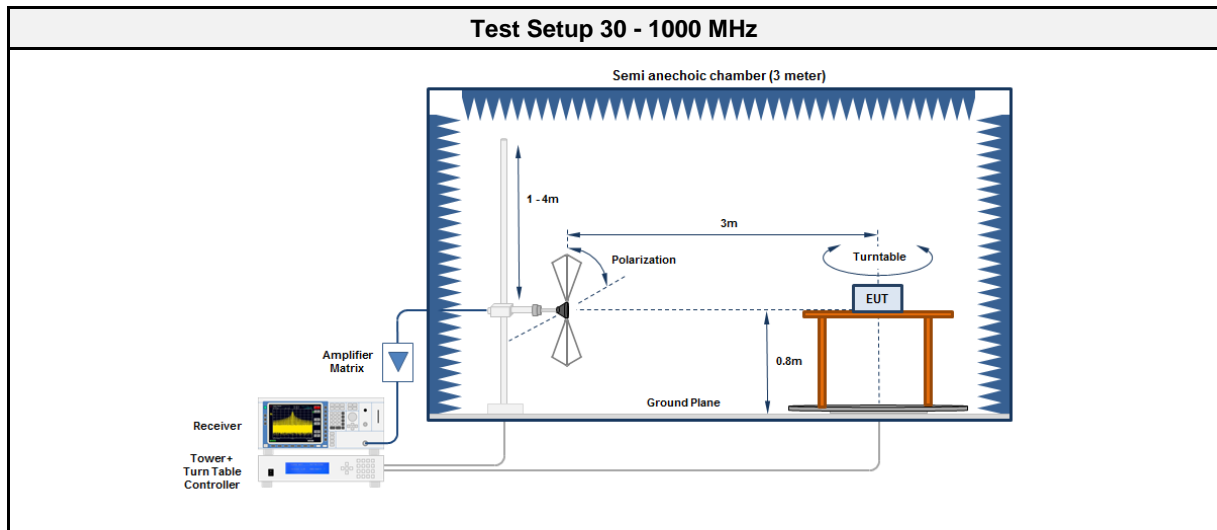 Test Setup 30 - 1000 MHz
Semi anechoic chamber (3 meter)
1 - 4m
3m
Polarization
Turntable
EUT
0.8m
Amplifier
Matrix
Ground Plane
Receiver
Tower+
Turn Table
Controller